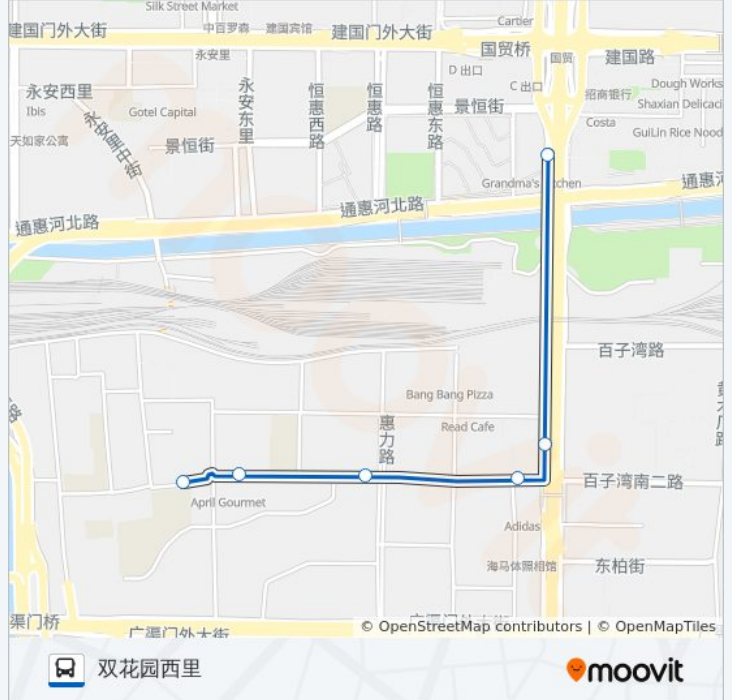 Silk Street Market
Cartier
建国门外大街
中百罗森
建国宾馆
建国门外大街
国贸桥
国贸
建国路
永安里
D 出口
C 出口
Dough Works
招商银行
Shaxian Delicaci
永安西里
Ibis
Gotel Capital
永安东里
恒惠西路
恒惠路
恒惠东路
景恒街
Costa
GuiLin Rice Nood
天如家公寓
永安里中街
景恒街
Grandma's
chen
通惠河北路
通惠河北路
通惠
百子湾路
Bang Bang Pizza
Read Cafe
惠力路
百子湾南二路
April Gourmet
Adidas
海马体照相馆
东柏街
渠门桥
广渠门外大街
© OpenStreetMap contributors | © OpenMapTiles
双花园西里
moovit